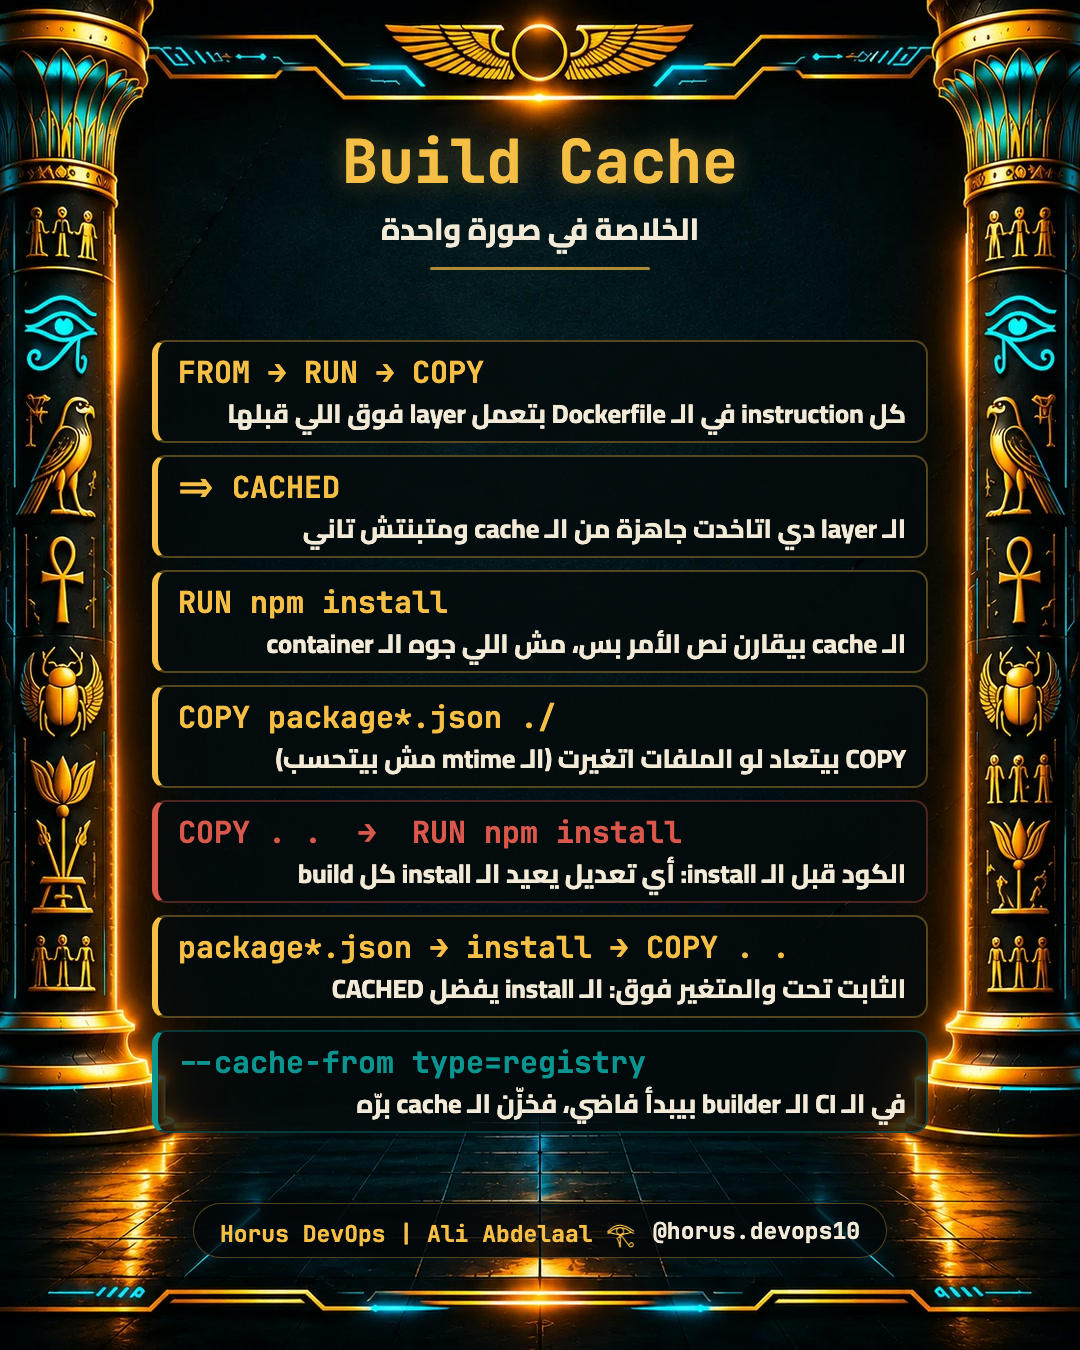 Build Cache
الخلاصة في صورة واحدة
FROM → RUN → COPY
كل instruction في الـ Dockerfile بتعمل layer فوق اللي قبلها
⇒ CACHED
الـ layer دي اتاخدت جاهزة من الـ cache ومتبنتش تاني
RUN npm install
الـ cache بيقارن نص الأمر بس، مش اللي جوه الـ container
COPY package*.json ./
COPY بيتعاد لو الملفات اتغيرت (الـ mtime مش بيتحسب)
COPY . . → RUN npm install
الكود قبل الـ install: أي تعديل يعيد الـ install كل build
package*.json → install → COPY . .
الثابت تحت والمتغير فوق: الـ install يفضل CACHED
--cache-from type=registry
في الـ CI الـ builder بيبدأ فاضي، فخزّن الـ cache برّه
Horus DevOps | Ali Abdelaal 𓂀 @horus.devops10